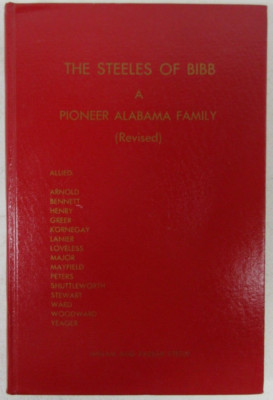 THE STEELES OF BIBB
A
PIONEER ALABAMA FAMILY
(Revised)
ALLIED:
ARNOLD
BENNETT
HENEY
GREER
KORNEGAY
LANIER
LOVELESS
MAJOR
MAYFIELD
PETERS
SHUTTLEWORTH
STEWART
WARD
YEAGER